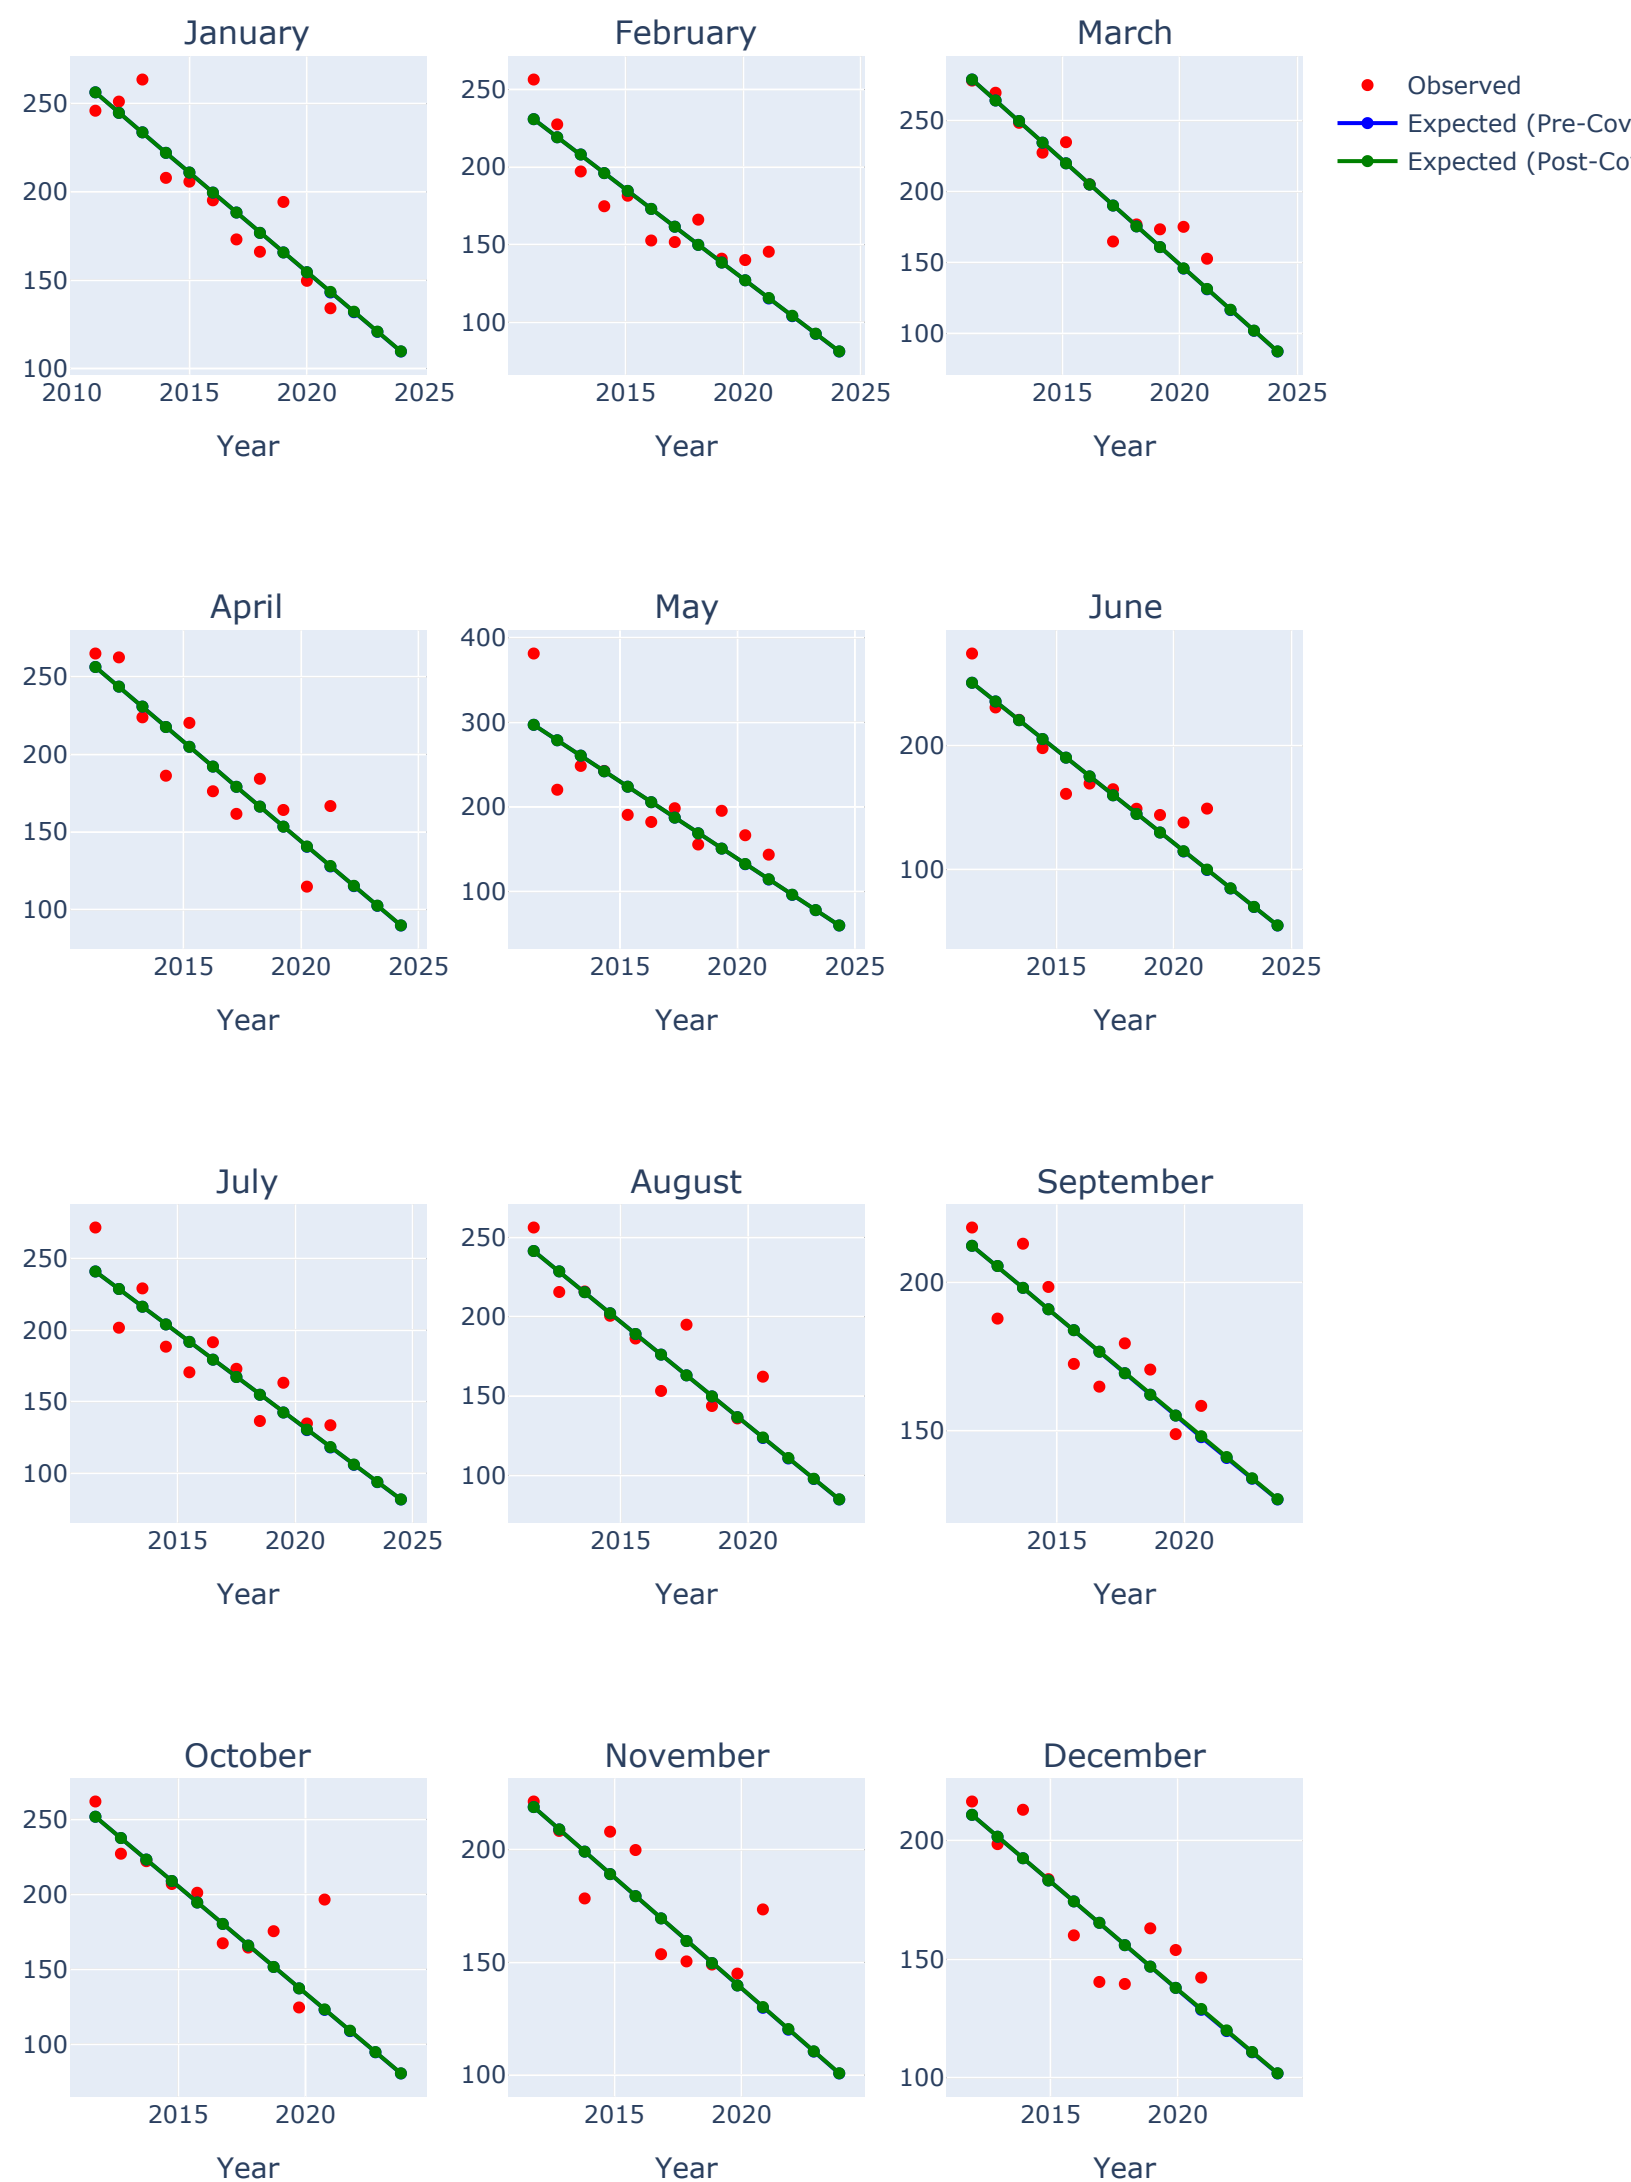 January
February
March
250
200
150
100
2010
2015
2020
2025
Year
250
200
150
100
2015
2020
2025
Year
250
200
150
100
2015
2020
2025
Year
Observed
Expected (Pre-Cov
Expected (Post-Co
April
May
June
250
200
150
100
2015
2020
2025
Year
400
300
200
100
2015
2020
2025
Year
200
100
2015
2020
2025
Year
July
August
September
250
200
150
100
2015
2020
2025
Year
250
200
150
100
2015
2020
Year
200
150
2015
2020
Year
October
November
December
250
200
150
100
2015
2020
Year
200
150
100
2015
2020
Year
200
150
100
2015
2020
Year